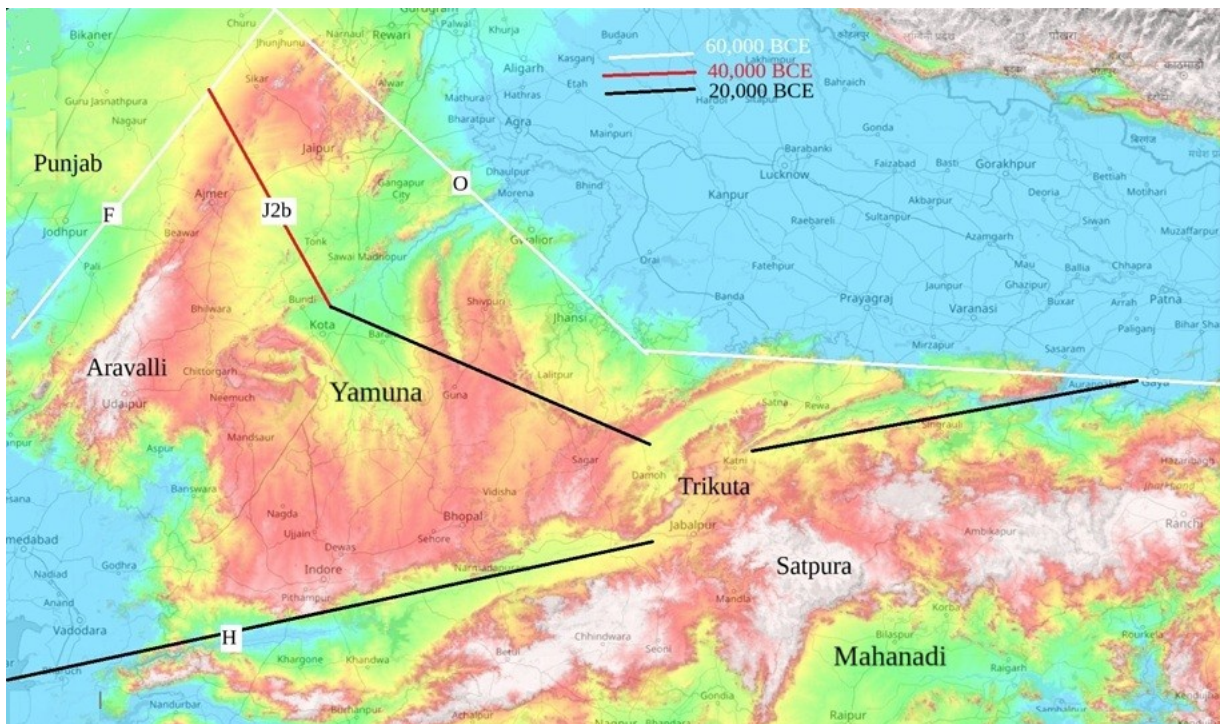 Churu
Gurugram
Bikaner
Narnaul
Rewari
Palwal
Khurja
Budaun
60,000 BCE
Jhunjhunu
Kasganj
Lakhimpur
पोखरा
Aligarh
Sikar
Alwar
Etah
40,000 BCE
Bahraich
Guru Jasnathpura
Mathura
Hathras
Hardoi
Sitapur
20,000 BCE
Nagaur
Bharatpur
Agra
Mainpuri
Gonda
Jaipur
Barabanki
Faizabad
Basti
Gorakhpur
Bettiah
Punjab
Lucknow
Dhaulpur
Gangapur City
O
Morena
Bhind
Kanpur
Akbarpur
Deoria
Motihari
Ajmer
Raebareli
Sultanpur
Siwan
F
J2b
Jodhpur
Beawar
Tonk
Gwalior
Azamgarh
Muzaffarpur
Sawai Madhopur
Orai
Fatehpur
Mau
Ballia
Chhapra
Pali
Jaunpur
Ghazipur
Buxar
Arrah
Patna
Bhilwara
Bundi
Shivpuri
Banda
Prayagraj
Varanasi
Kota
Jhansi
Paliganj
Bihar Sha
Mirzapur
Sasaram
Aravalli
Chittorgarh
Lalitpur
Yamuna
Gaya
Udaipur
Neemuch
Guna
Satna
Rewa
Singrauli
Aspur
Mandsaur
Sagar
Katni
Hazaribagh
Damoh
Banswara
Trikuta
Vidisha
Nagda
Bhopal
Ranchi
Ujjain
Dewas
Sehore
Jabalpur
Ambikapur
Godhra
Indore
Satpura
Nadiad
Anand
Pithampur
Mandla
Vadodara
H
Korba
Chhindwara
Bilaspur
Rourkela
Khargone
Khandwa
Betul
Seoni
Mahanadi
Raigarh
Nandurbar
Burhanpur
Achalpur
Gondia
Raipur
Sambalpur
Nagpur
Bhandara